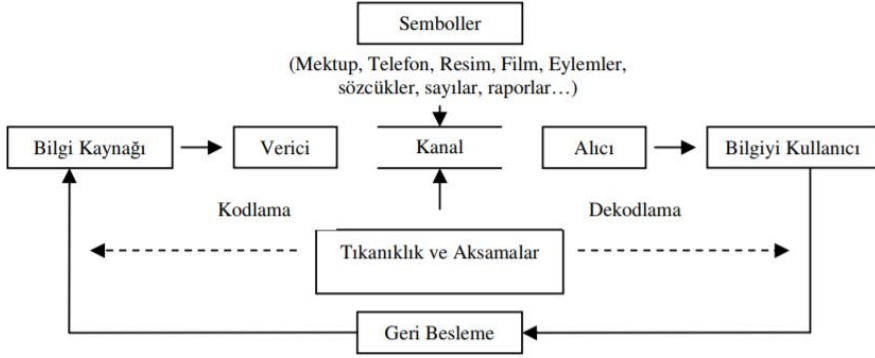 Semboller
(Mektup, Telefon, Resim, Film, Eylemler,
sözcükler, sayılar, raporlar…)
Bilgi Kaynağı
Verici
Kanal
Alıcı
Bilgiyi Kullanıcı
Kodlama
Dekodlama
Tıkanıklık ve Aksamalar
Geri Besleme